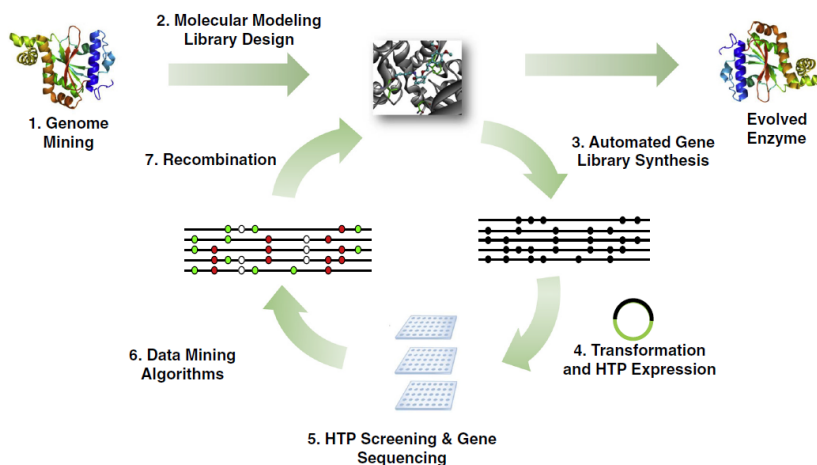 2. Molecular Modeling
Library Design
1. Genome
Mining
Evolved
Enzyme
7. Recombination
3. Automated Gene
Library Synthesis
6. Data Mining
Algorithms
4. Transformation
and HTP Expression
5. HTP Screening & Gene
Sequencing